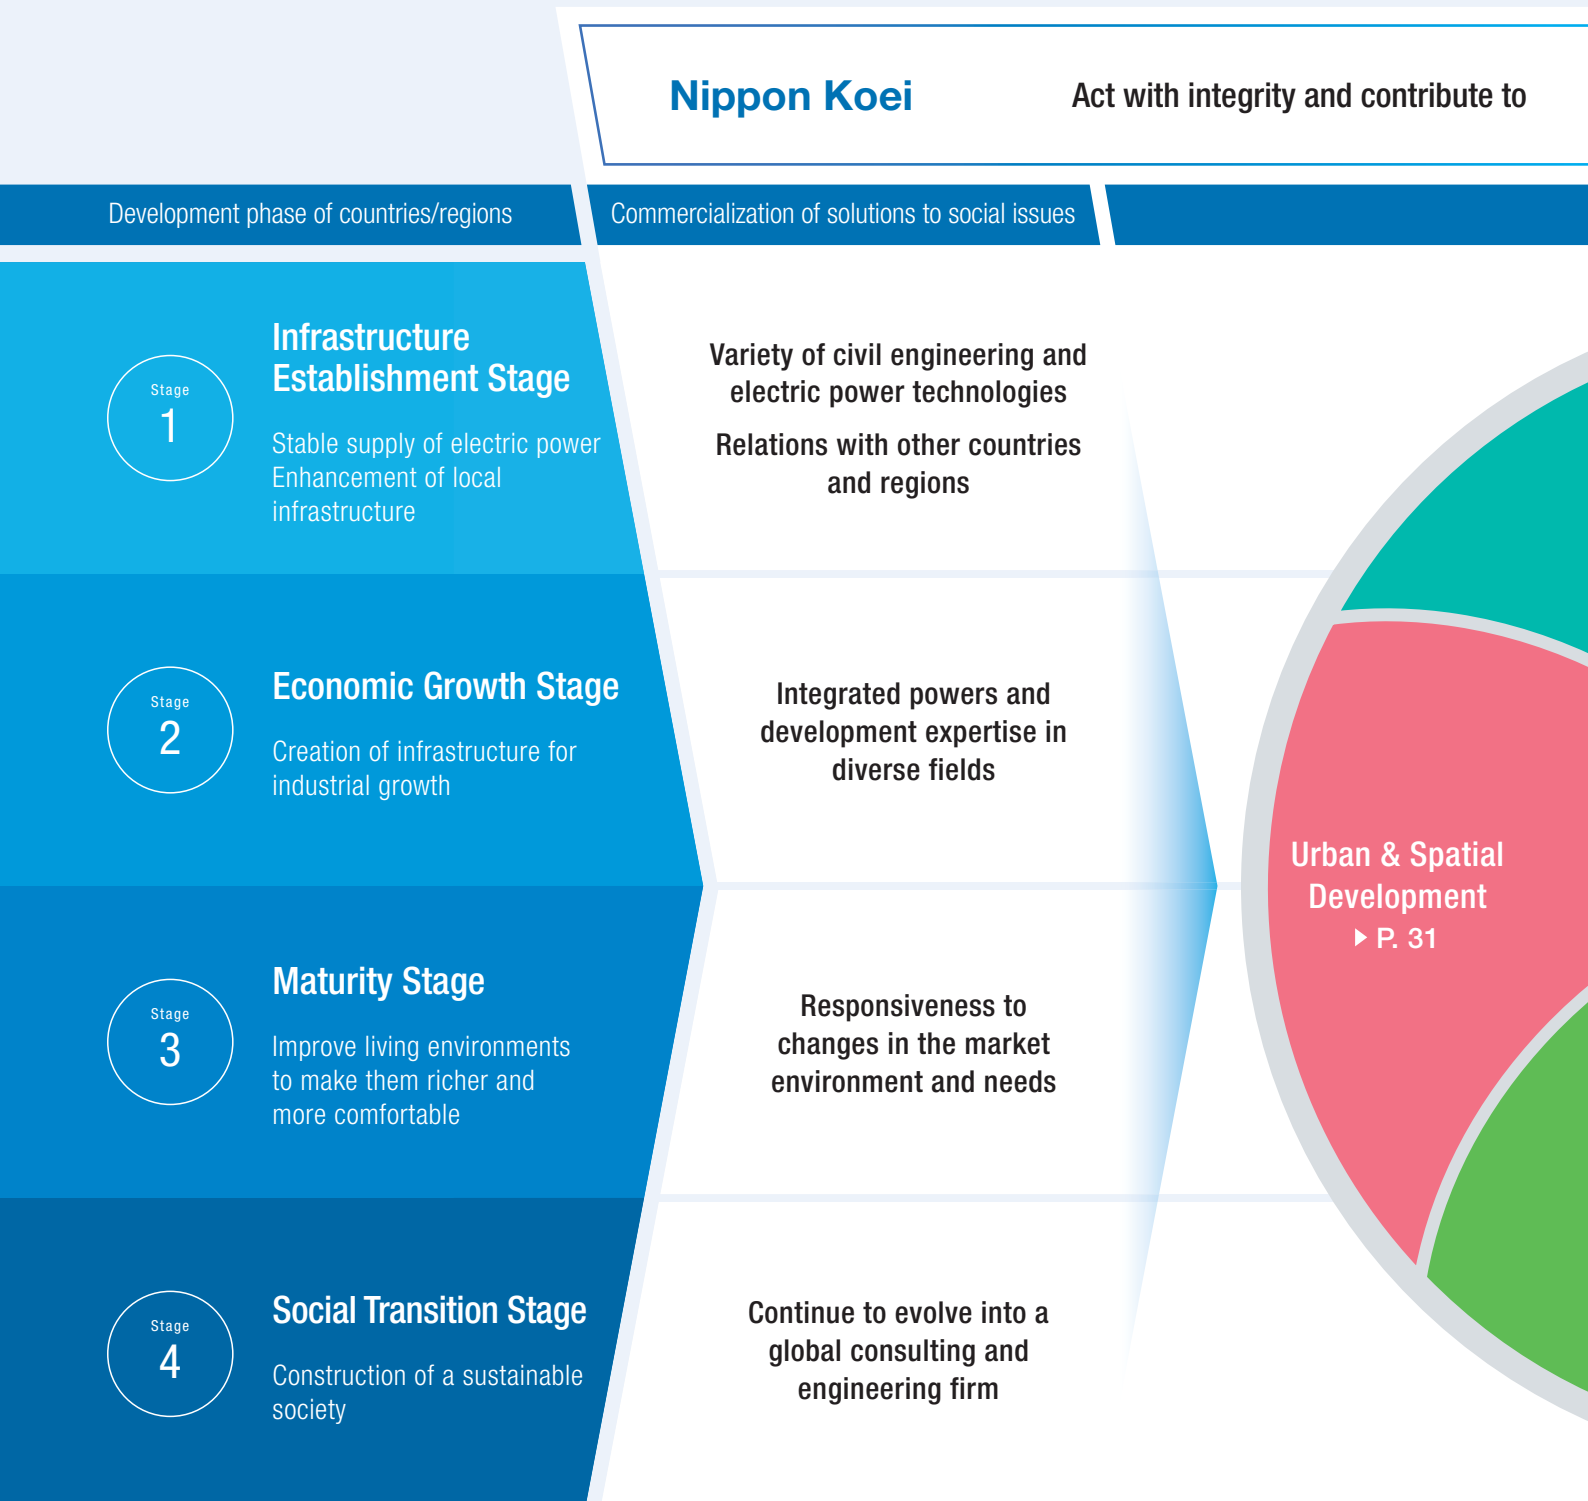 Nippon Koei
Act with integrity and contribute to
Development phase of countries/regions
Commercialization of solutions to social issues
Stage
1
Infrastructure
Establishment Stage
Stable supply of electric power
Enhancement of local
infrastructure
Variety of civil engineering and
electric power technologies
Relations with other countries
and regions
Stage
2
Economic Growth Stage
Creation of infrastructure for
industrial growth
Integrated powers and
development expertise in
diverse fields
Stage
3
Maturity Stage
Improve living environments
to make them richer and
more comfortable
Responsiveness to
changes in the market
environment and needs
Stage
4
Social Transition Stage
Construction of a sustainable
society
Continue to evolve into a
global consulting and
engineering firm
Urban & Spatial
Development
▶ P. 31